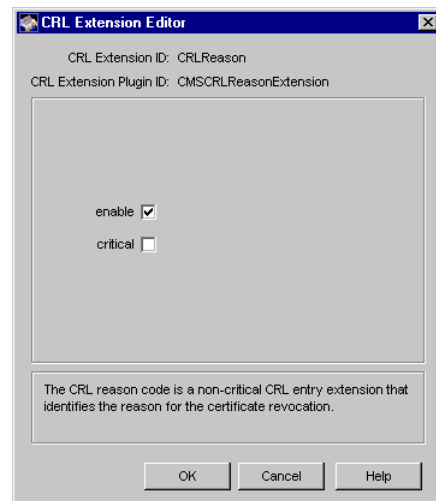 CRL Extension Editor
CRL Extension ID: CRLReason
CRL Extension Plugin ID: CMSCRLReasonExtension
enable
critical
The CRL reason code is a non-critical CRL entry extension that
identifies the reason for the certificate revocation.
OK Cancel Help